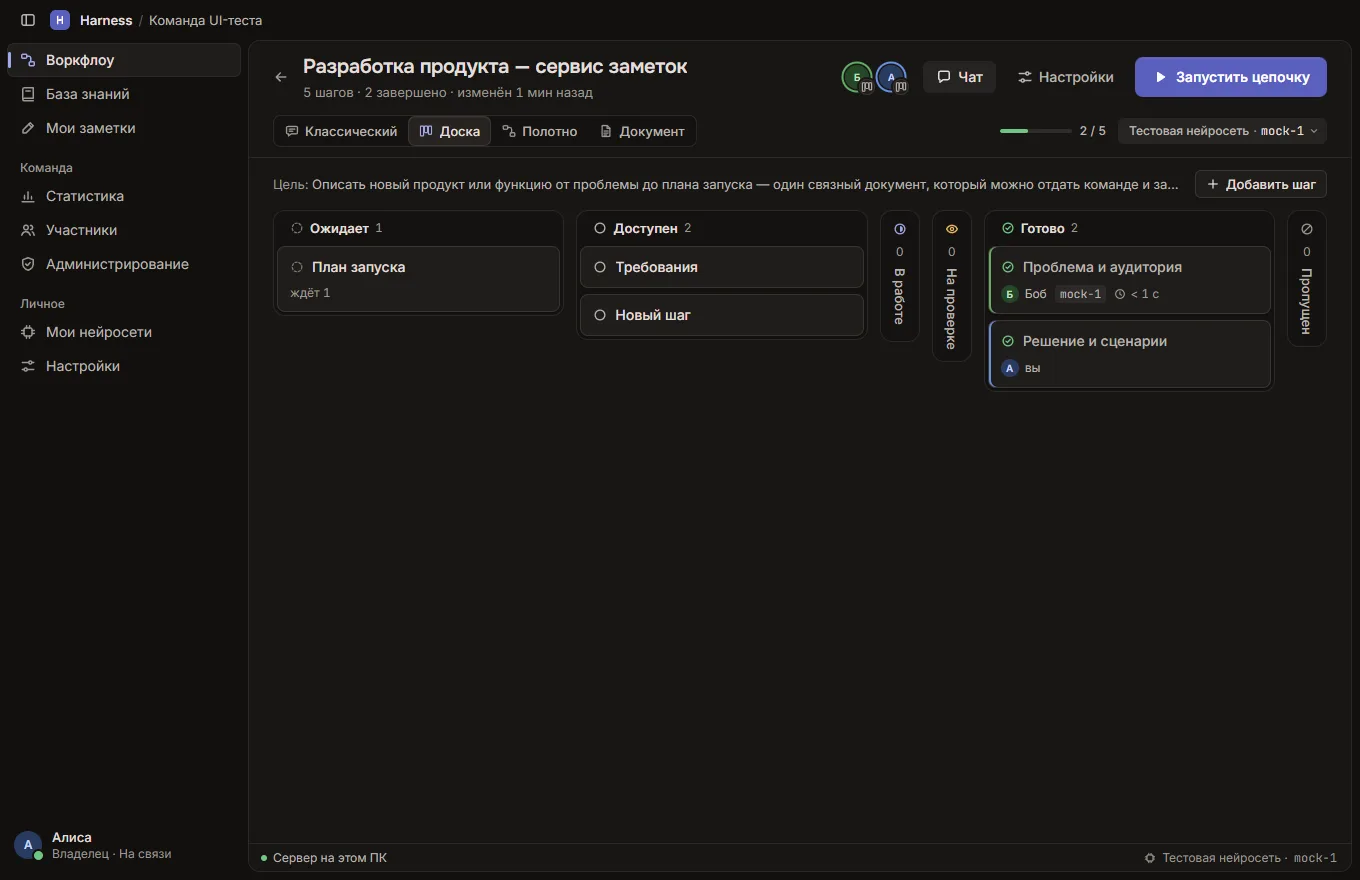 H Harness / Команда UI-теста
Воркфлоу
База знаний
Мои заметки
Команда
Статистика
Участники
Администрирование
Личное
Мои нейросети
Настройки
А Алиса
Владелец · На связи
Разработка продукта — сервис заметок
5 шагов · 2 завершено · изменён 1 мин назад
Б А Чат Настройки Запустить цепочку
Классический Доска Полотно Документ
2 / 5 Тестовая нейросеть · mock-1
Цель: Описать новый продукт или функцию от проблемы до плана запуска — один связный документ, который можно отдать команде и за...
Добавить шаг
Ожидает 1
План запуска
ждёт 1
Доступен 2
Требования
Новый шаг
0 В работе
0 На проверке
Готово 2
Проблема и аудитория
Б Боб mock-1 < 1 с
Решение и сценарии
А вы
0 Пропущен
Сервер на этом ПК
Тестовая нейросеть · mock-1